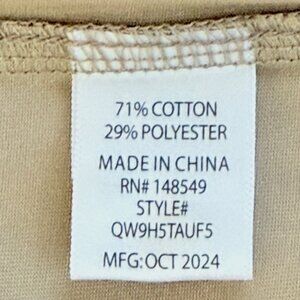 71% COTTON
29% POLYESTER
MADE IN CHINA
RN# 148549
STYLE#
QW9H5TAUF5
MFG:OCT 2024